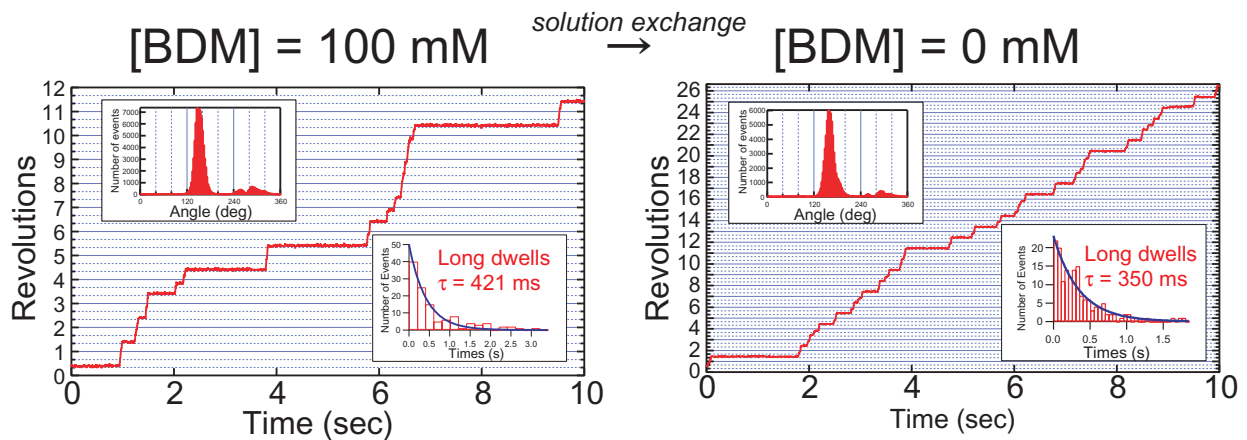 solution exchange
[BDM] = 100 mM → [BDM] = 0 mM
Revolutions
12
11
10
9
8
7
6
5
4
3
2
1
0
0 2 4 6 8 10
Time (sec)
Number of events
7000
6000
5000
4000
3000
2000
1000
0
0 120 240 360
Angle (deg)
Number of Events
50
40
30
20
10
0
Long dwells
τ = 421 ms
0.0 0.5 1.0 1.5 2.0 2.5 3.0
Times (s)
Revolutions
26
24
22
20
18
16
14
12
10
8
6
4
2
0
0 2 4 6 8 10
Time (sec)
Number of events
6000
5000
4000
3000
2000
1000
0
0 120 240 360
Angle (deg)
Number of Events
20
15
10
5
0
Long dwells
τ = 350 ms
0.0 0.5 1.0 1.5
Times (s)